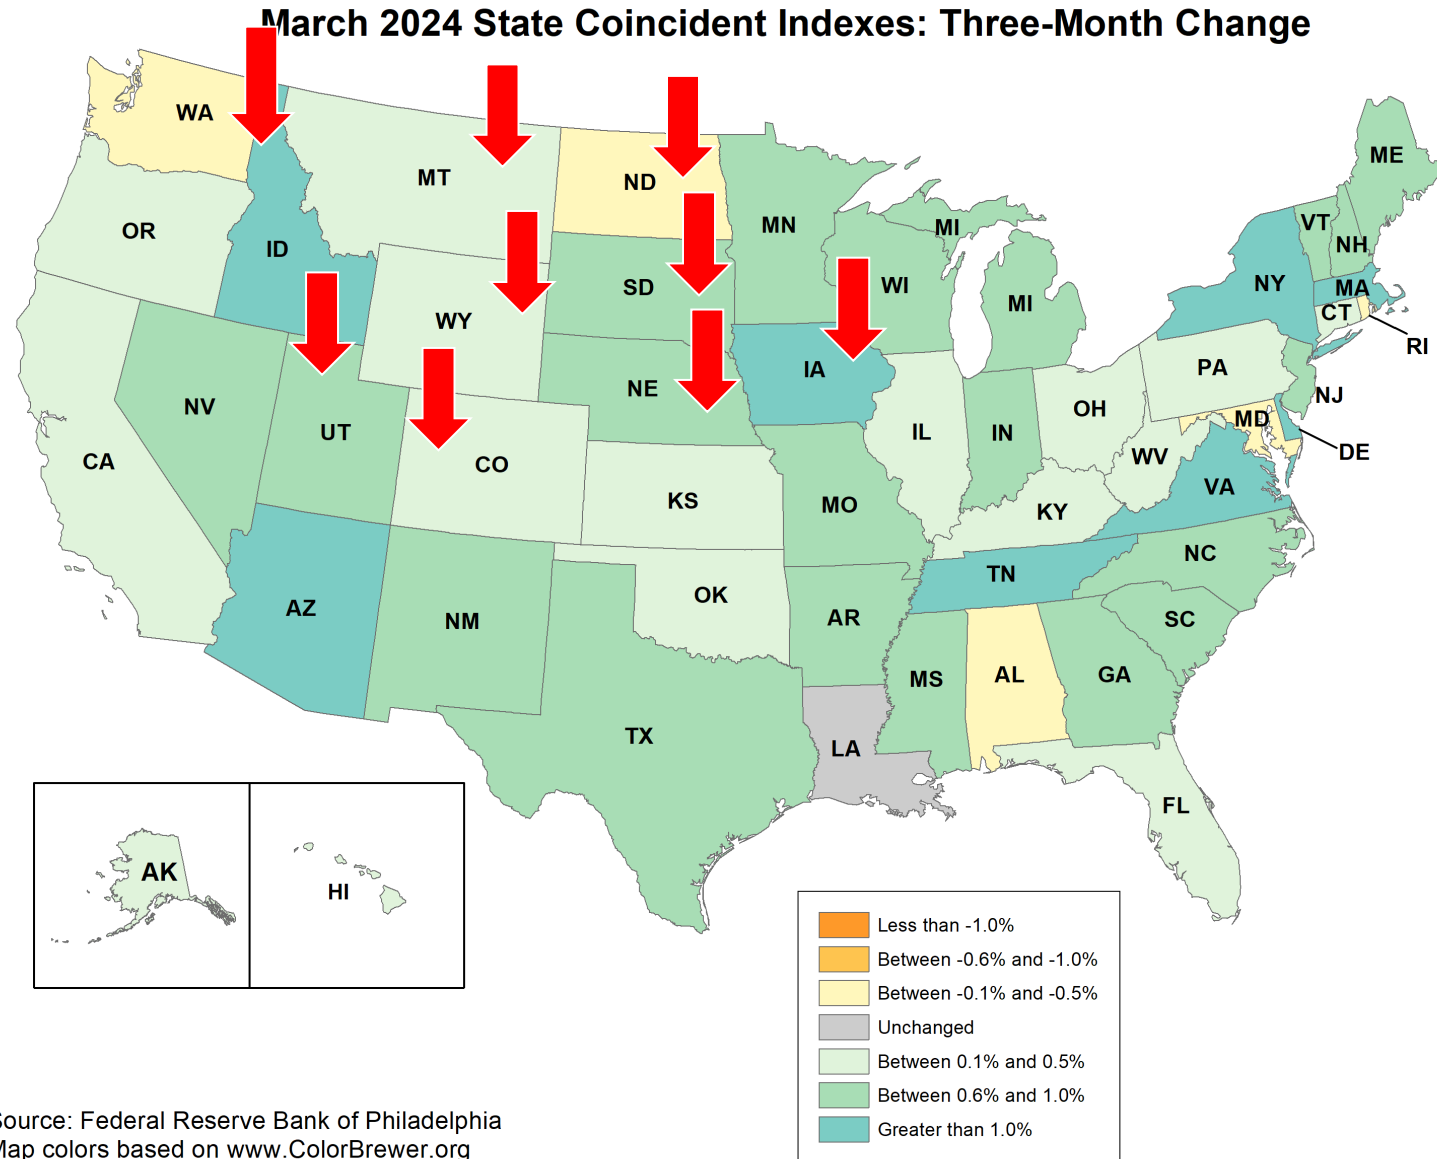 March 2024 State Coincident Indexes: Three-Month Change
WA
MT
ND
MN
ME
OR
ID
SD
WI
MI
MI
VT
NH
NY
MA
CT
RI
WY
NE
IA
PA
NJ
NV
UT
CO
IL
IN
OH
MD
DE
CA
KS
MO
WV
VA
KY
NC
AZ
NM
OK
AR
TN
SC
MS
AL
GA
TX
LA
FL
AK
HI
Less than -1.0%
Between -0.6% and -1.0%
Between -0.1% and -0.5%
Unchanged
Between 0.1% and 0.5%
Between 0.6% and 1.0%
Greater than 1.0%
Source: Federal Reserve Bank of Philadelphia
Map colors based on www.ColorBrewer.org